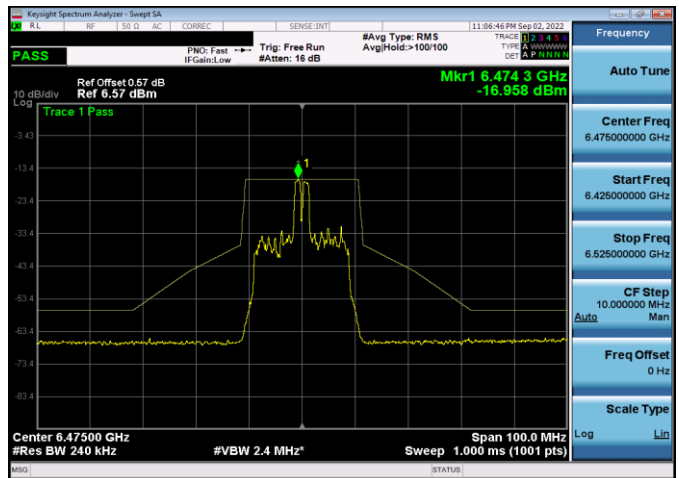 Keysight Spectrum Analyzer - Swept SA
RL RF 50 Ω AC CORREC SENSE:INT 11:06:46 PM Sep 02, 2022
PASS
PNO: Fast
IFGain:Low
Trig: Free Run
#Atten: 16 dB
#Avg Type: RMS
Avg|Hold:>100/100
TRACE 1 2 3 4 5 6
TYPE A WWWWW
DET A P N N N N
Ref Offset 0.57 dB
Ref 6.57 dBm
10 dB/div
Log
Mkr1 6.474 3 GHz
-16.958 dBm
Trace 1 Pass
1
-3.43
-13.4
-23.4
-33.4
-43.4
-53.4
-63.4
-73.4
-83.4
Center 6.47500 GHz
#Res BW 240 kHz
#VBW 2.4 MHz*
Span 100.0 MHz
Sweep 1.000 ms (1001 pts)
MSG
STATUS
Frequency
Auto Tune
Center Freq
6.475000000 GHz
Start Freq
6.425000000 GHz
Stop Freq
6.525000000 GHz
CF Step
10.000000 MHz
Auto Man
Freq Offset
0 Hz
Scale Type
Log Lin